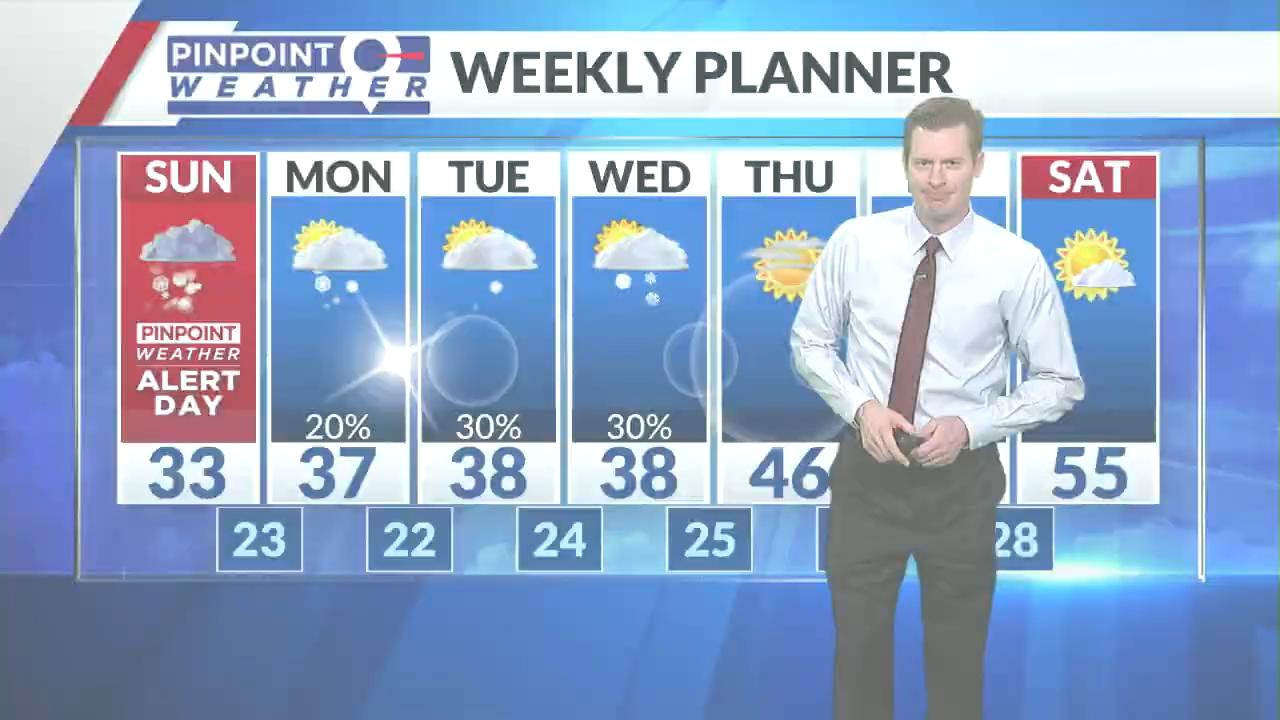 PINPOINT
WEATHER
WEEKLY PLANNER
SUN MON TUE WED THU SAT
PINPOINT
WEATHER
ALERT
DAY
20% 30% 30%
33 37 38 38 46 55
23 22 24 25 28